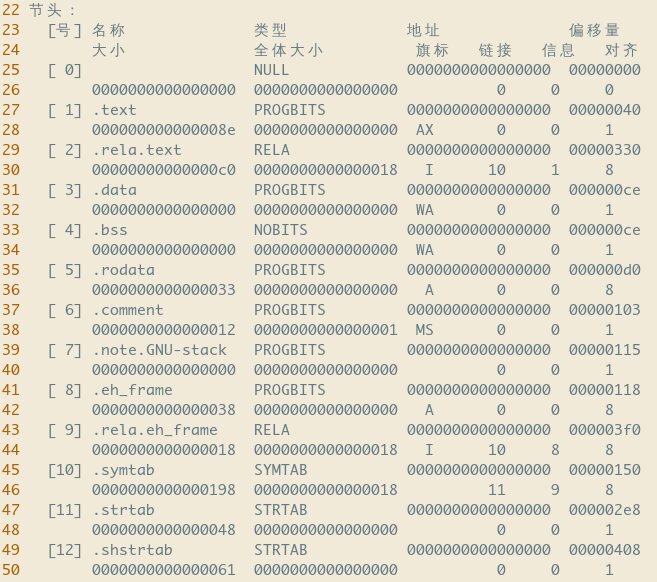 22 节头：
23 [号] 名称 类型 地址 偏移量
24 大小 全体大小 旗标 链接 信息 对齐
25 [ 0] NULL 0000000000000000 00000000
26 0000000000000000 0000000000000000 0 0 0
27 [ 1] .text PROGBITS 0000000000000000 00000040
28 000000000000008e 0000000000000000 AX 0 0 1
29 [ 2] .rela.text RELA 0000000000000000 00000330
30 00000000000000c0 0000000000000018 I 10 1 8
31 [ 3] .data PROGBITS 0000000000000000 000000ce
32 0000000000000000 0000000000000000 WA 0 0 1
33 [ 4] .bss NOBITS 0000000000000000 000000ce
34 0000000000000000 0000000000000000 WA 0 0 1
35 [ 5] .rodata PROGBITS 0000000000000000 000000d0
36 0000000000000033 0000000000000000 A 0 0 8
37 [ 6] .comment PROGBITS 0000000000000000 00000103
38 0000000000000012 0000000000000001 MS 0 0 1
39 [ 7] .note.GNU-stack PROGBITS 0000000000000000 00000115
40 0000000000000000 0000000000000000 0 0 1
41 [ 8] .eh_frame PROGBITS 0000000000000000 00000118
42 0000000000000038 0000000000000000 A 0 0 8
43 [ 9] .rela.eh_frame RELA 0000000000000000 000003f0
44 0000000000000018 0000000000000018 I 10 8 8
45 [10] .symtab SYMTAB 0000000000000000 00000150
46 0000000000000198 0000000000000018 11 9 8
47 [11] .strtab STRTAB 0000000000000000 000002e8
48 0000000000000048 0000000000000000 0 0 1
49 [12] .shstrtab STRTAB 0000000000000000 00000408
50 0000000000000061 0000000000000000 0 0 1